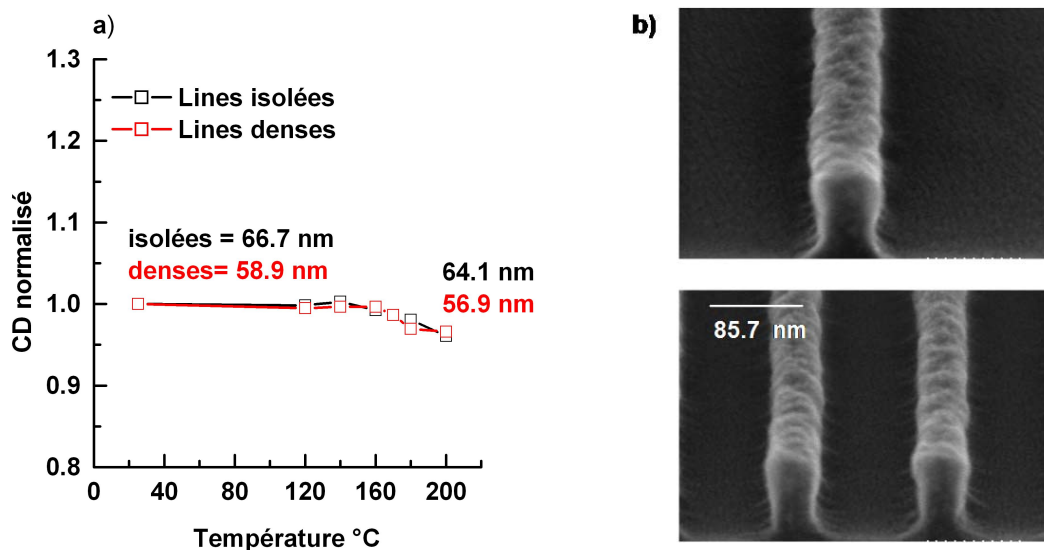 a)
1.3
1.2
1.1
1.0
0.9
0.8
CD normalisé
Lines isolées
Lines denses
isolées = 66.7 nm
denses= 58.9 nm
64.1 nm
56.9 nm
0
40
80
120
160
200
Température °C
b)
85.7 nm